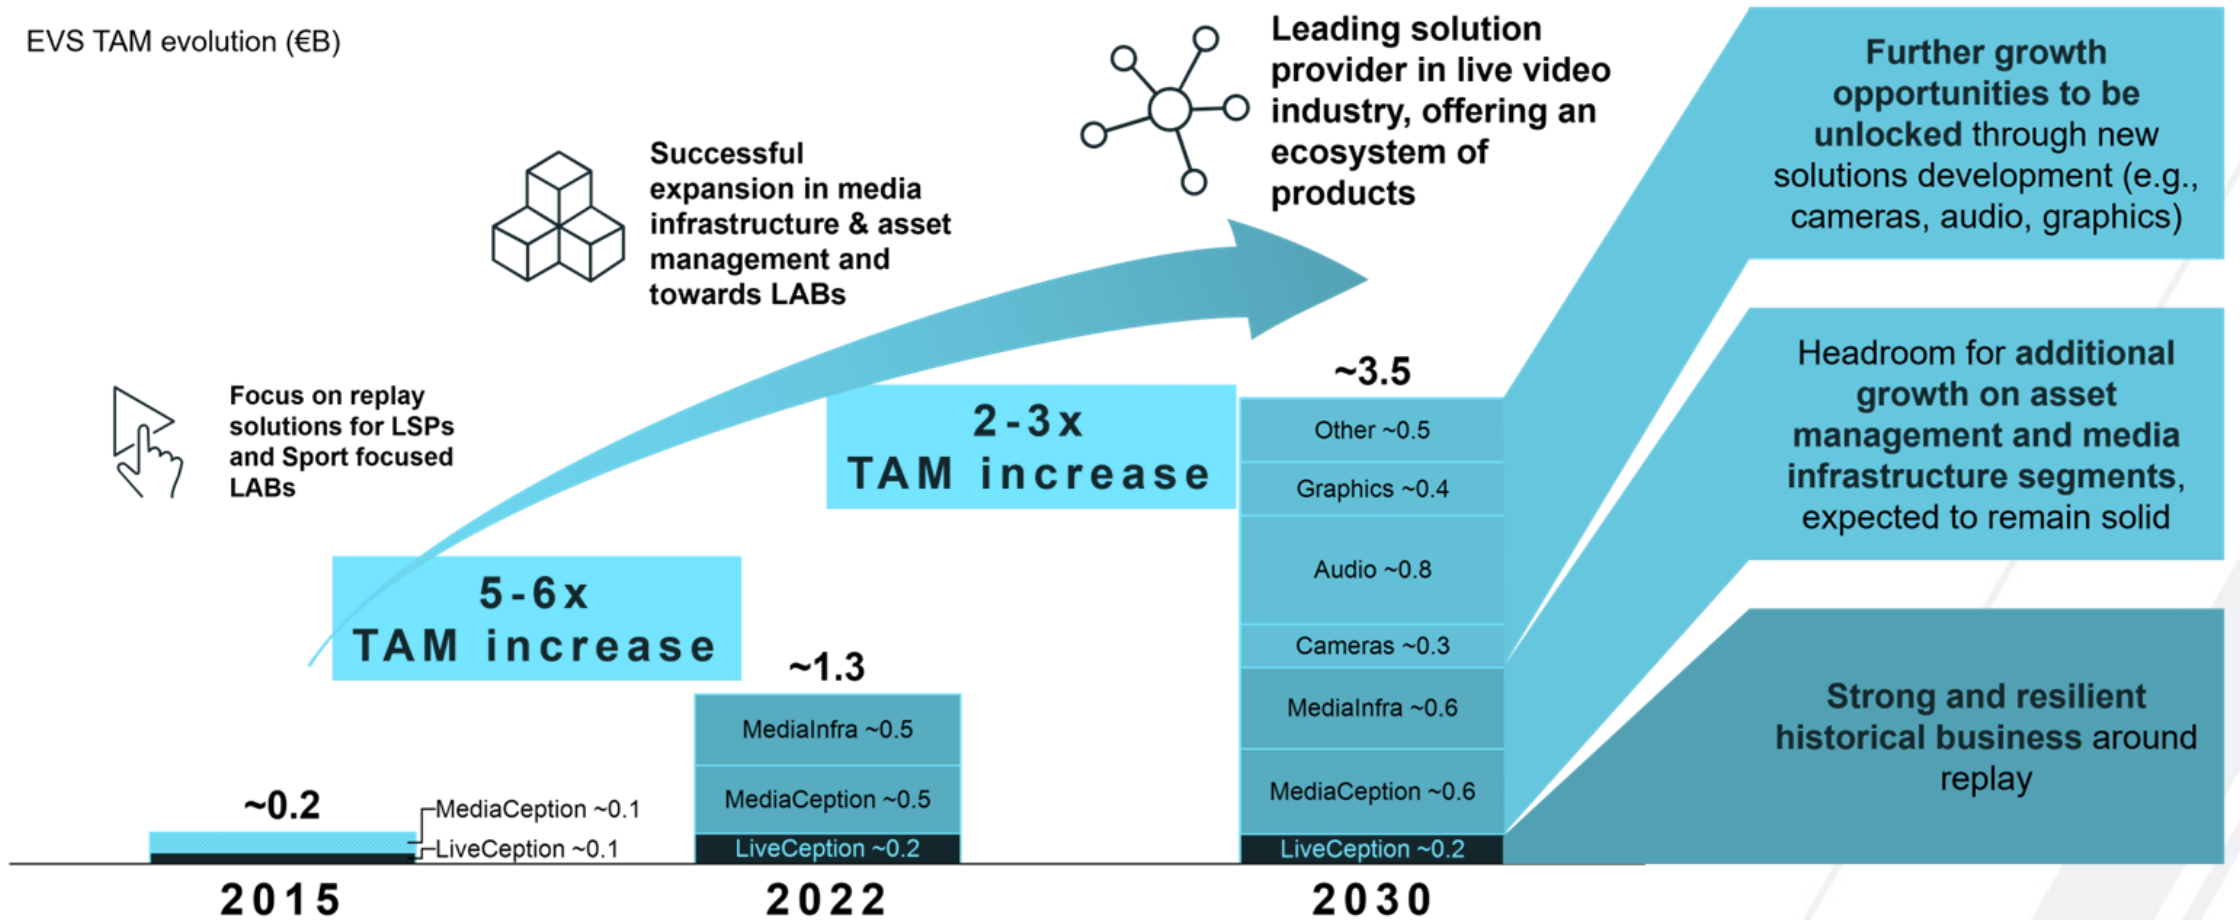 EVS TAM evolution (€B)
Focus on replay
solutions for LSPs
and Sport focused
LABs
Successful
expansion in media
infrastructure & asset
management and
towards LABs
Leading solution
provider in live video
industry, offering an
ecosystem of
products
5-6x
TAM increase
2-3x
TAM increase
~0.2
MediaCeption ~0.1
LiveCeption ~0.1
2015
~1.3
MediaInfra ~0.5
MediaCeption ~0.5
LiveCeption ~0.2
2022
~3.5
Other ~0.5
Graphics ~0.4
Audio ~0.8
Cameras ~0.3
MediaInfra ~0.6
MediaCeption ~0.6
LiveCeption ~0.2
2030
Further growth
opportunities to be
unlocked through new
solutions development (e.g.,
cameras, audio, graphics)
Headroom for additional
growth on asset
management and media
infrastructure segments,
expected to remain solid
Strong and resilient
historical business around
replay